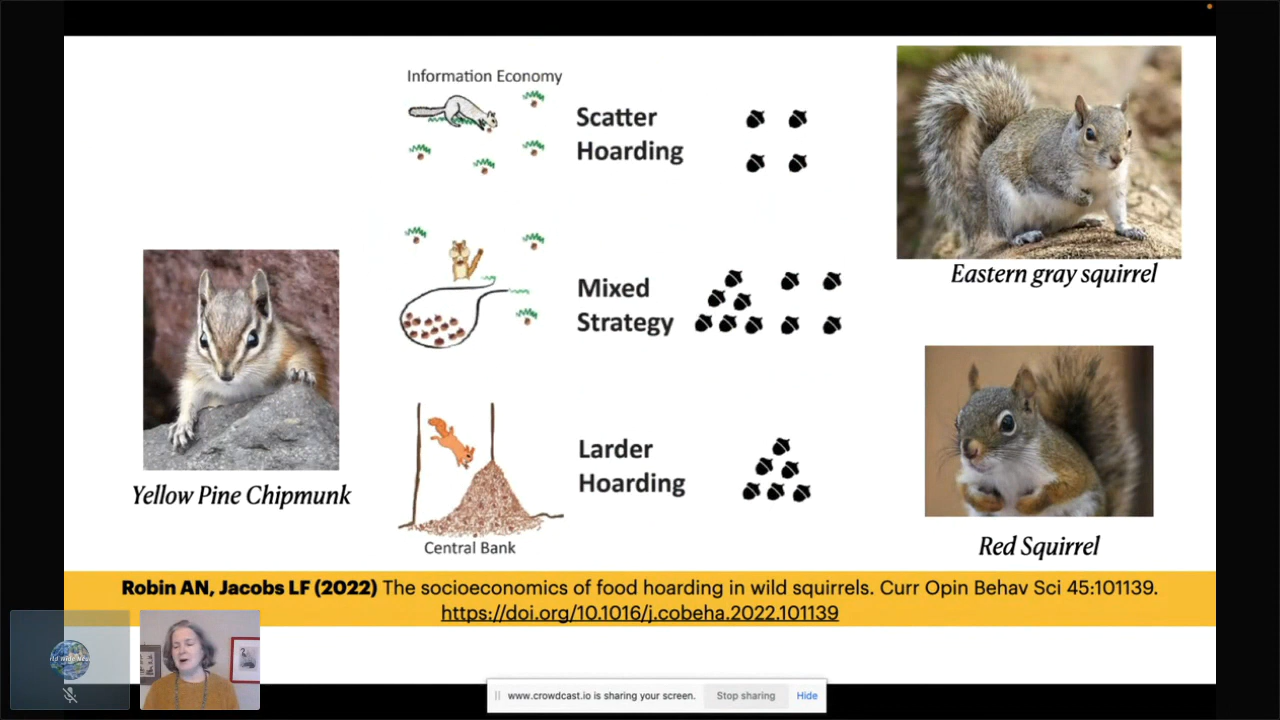 Information Economy
Scatter
Hoarding
Eastern gray squirrel
Mixed
Strategy
Yellow Pine Chipmunk
Larder
Hoarding
Central Bank
Red Squirrel
Robin AN, Jacobs LF (2022) The socioeconomics of food hoarding in wild squirrels. Curr Opin Behav Sci 45:101139.
https://doi.org/10.1016/j.cobeha.2022.101139
www.crowdcast.io is sharing your screen.
Stop sharing
Hide